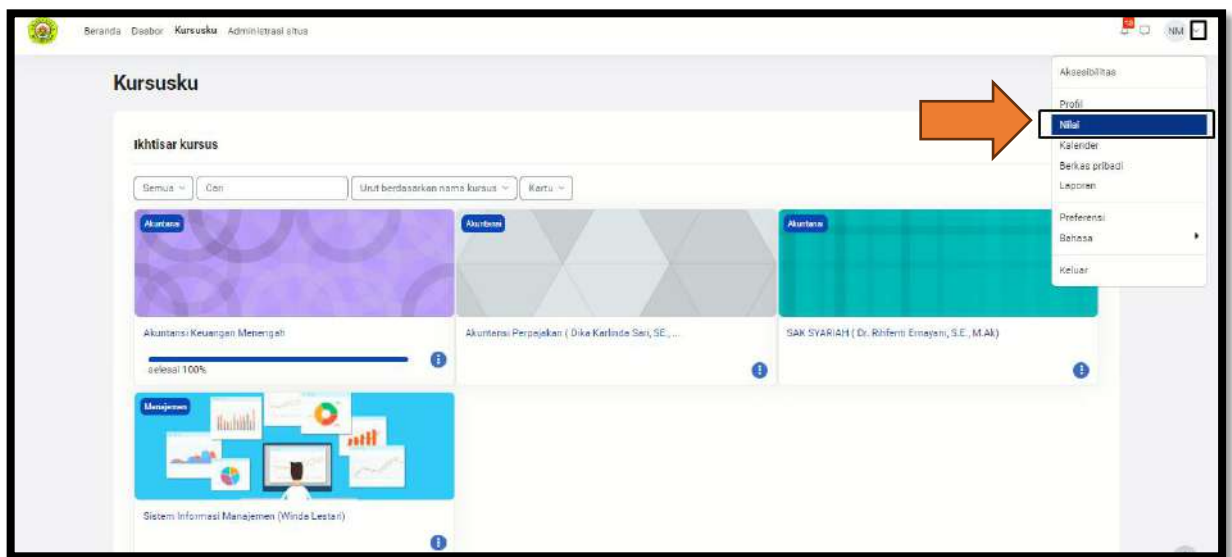 Beranda Dasbor Kursusku Administrasi situs
NM
Kursusku
Ikhtisar kursus
Semua Cari Urut berdasarkan nama kursus Kartu
Akuntansi
Akuntansi Keuangan Menengah
selesai 100%
Akuntansi
Akuntansi Perpajakan ( Dika Karlinda Sari, SE., ...
Akuntansi
SAK SYARIAH ( Dr. Rihfenti Ernayani, S.E., M.Ak)
Manajemen
Sistem Informasi Manajemen (Winda Lestari)
Aksesibilitas
Profil
Nilai
Kalender
Berkas pribadi
Laporan
Preferensi
Bahasa
Keluar